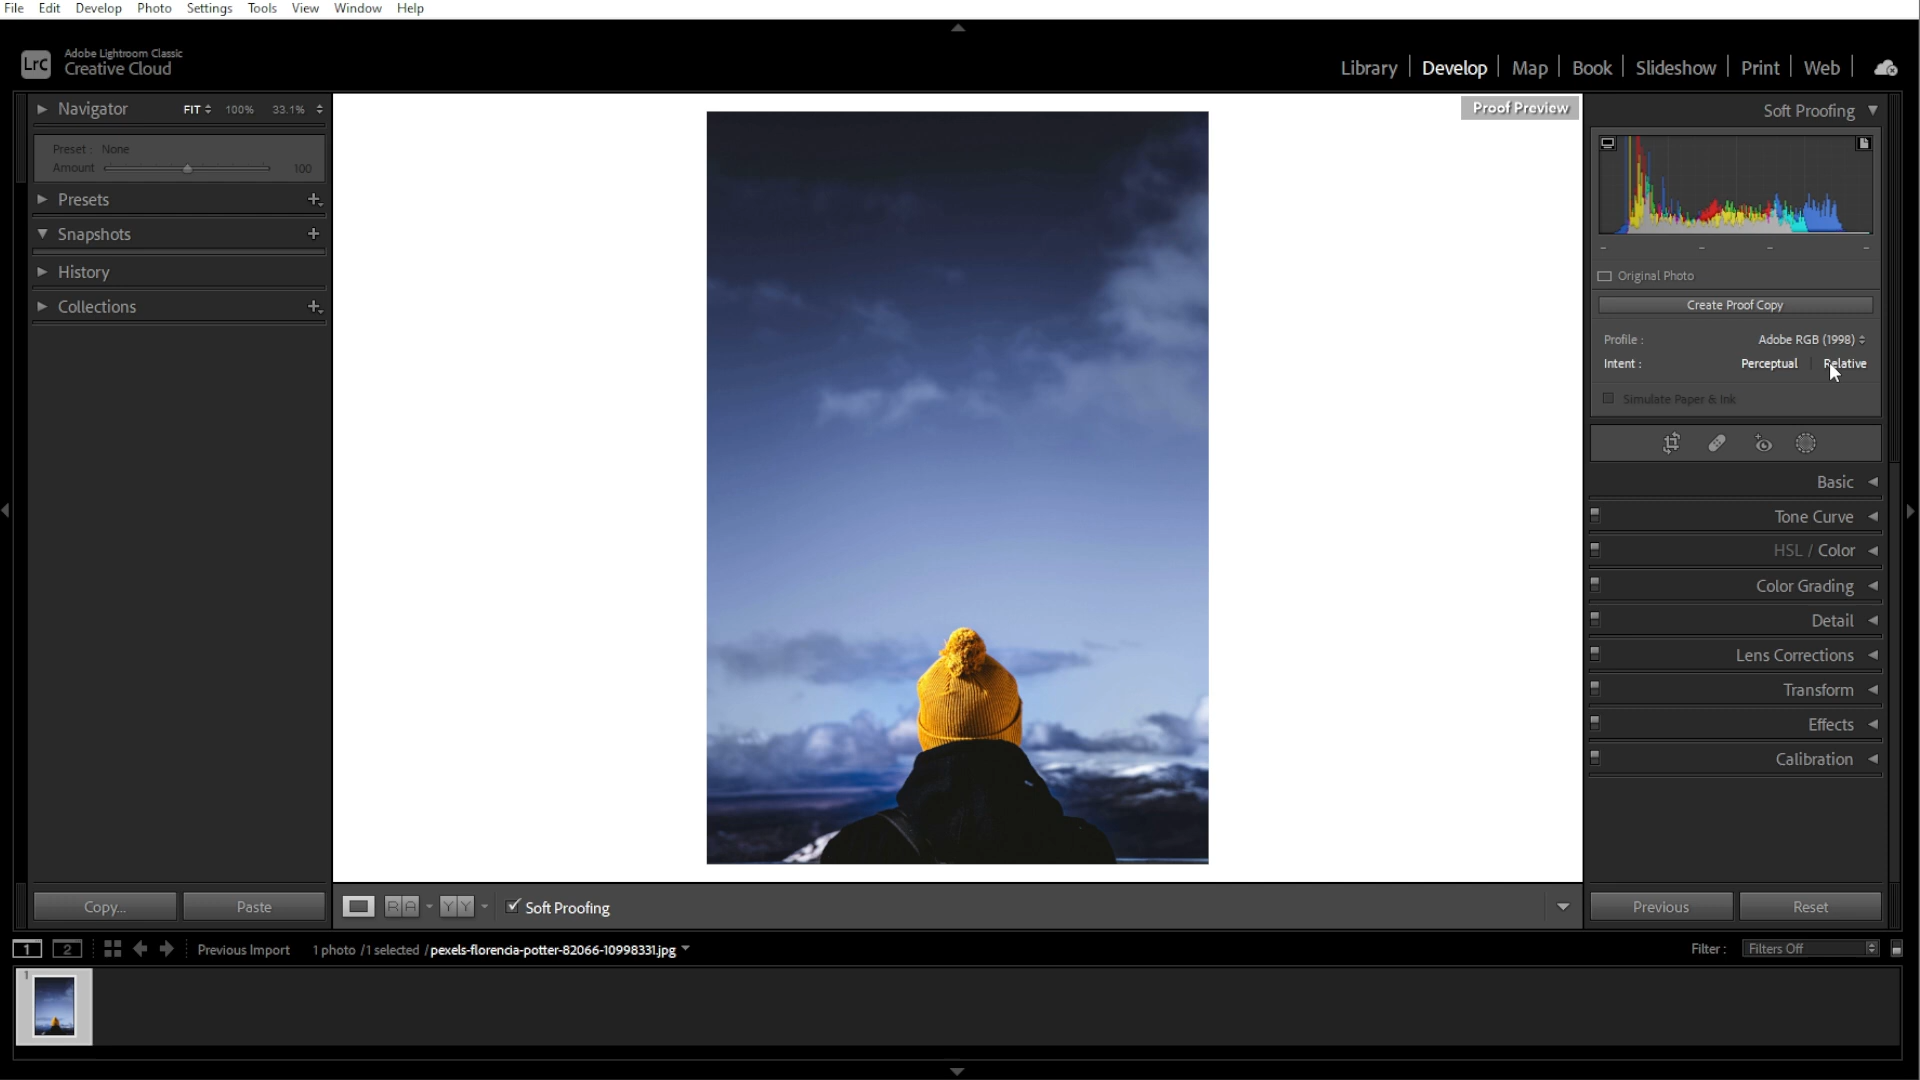 File Edit Develop Photo Settings Tools View Window Help
LrC Adobe Lightroom Classic
Creative Cloud
Library Develop Map Book Slideshow Print Web
Navigator FIT 100% 33.1%
Preset : None
Amount 100
Presets
Snapshots
History
Collections
Proof Preview
Soft Proofing
Original Photo
Create Proof Copy
Profile : Adobe RGB (1998)
Intent : Perceptual Relative
Simulate Paper & Ink
Basic
Tone Curve
HSL / Color
Color Grading
Detail
Lens Corrections
Transform
Effects
Calibration
Copy... Paste
R A Y Y Soft Proofing
Previous Reset
1 2 Previous Import 1 photo / 1 selected / pexels-florencia-potter-82066-10998331.jpg
Filter : Filters Off
1